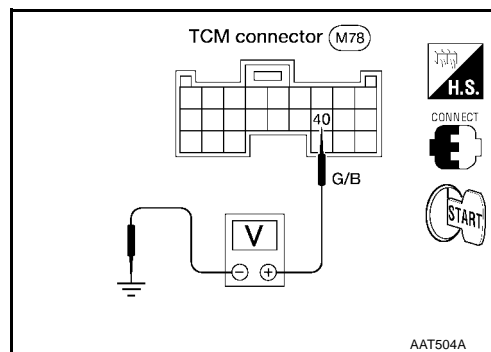 TCM connector M78
H.S.
CONNECT
40
G/B
START
V
− +
AAT504A